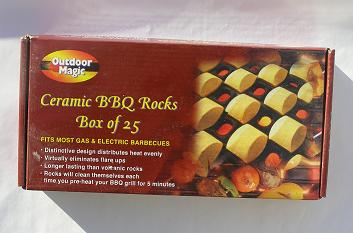 Outdoor
Magic
Ceramic BBQ Rocks
Box of 25
FITS MOST GAS & ELECTRIC BARBECUES
· Distinctive design distributes heat evenly
· Virtually eliminates flare ups
· Longer lasting than volcanic rocks
· Rocks will clean themselves each
time you pre-heat your BBQ grill for 5 minutes